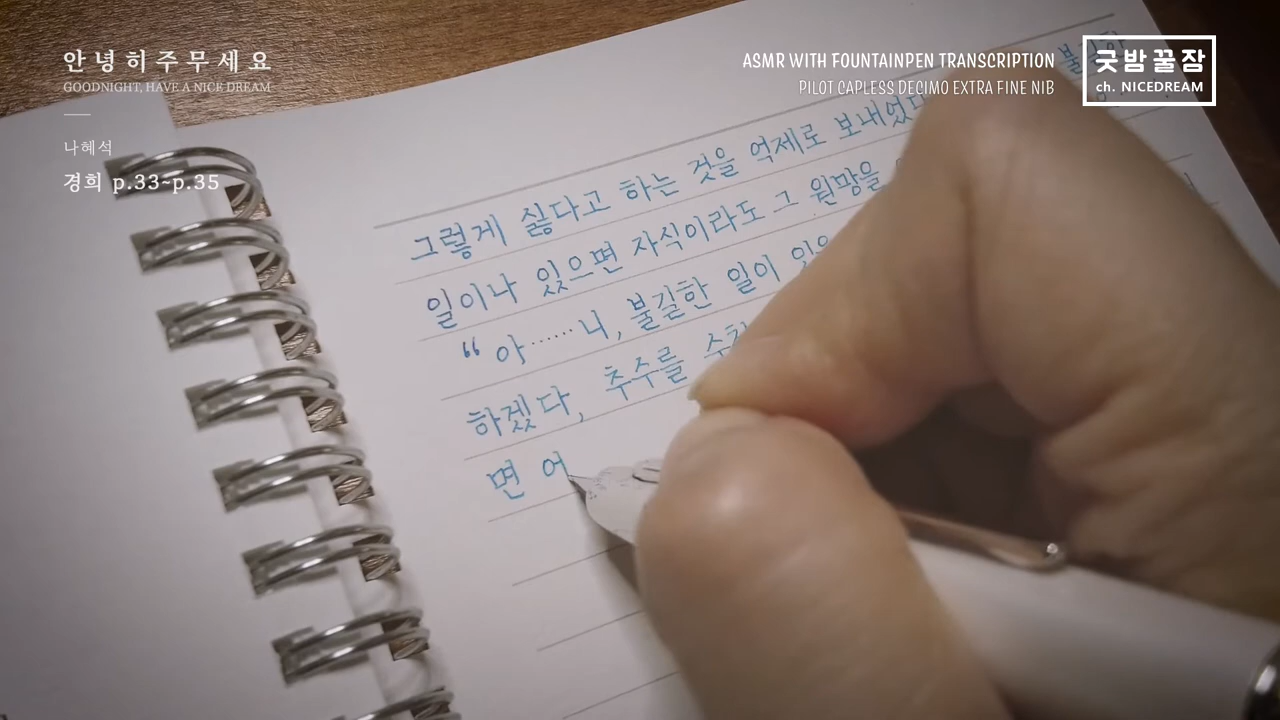 안녕히주무세요
GOODNIGHT, HAVE A NICE DREAM
나혜석
경희 p.33~p.35
ASMR WITH FOUNTAINPEN TRANSCRIPTION
PILOT CAPLESS DECIMO EXTRA FINE NIB
굿밤꿀잠
ch. NICEDREAM
그렇게 싫다고 하는 것을 억제로 보내었
일이나 있으면 자식이라도 그 원망을
“아……니, 불길한 일이
하겠다, 추수를
면 어